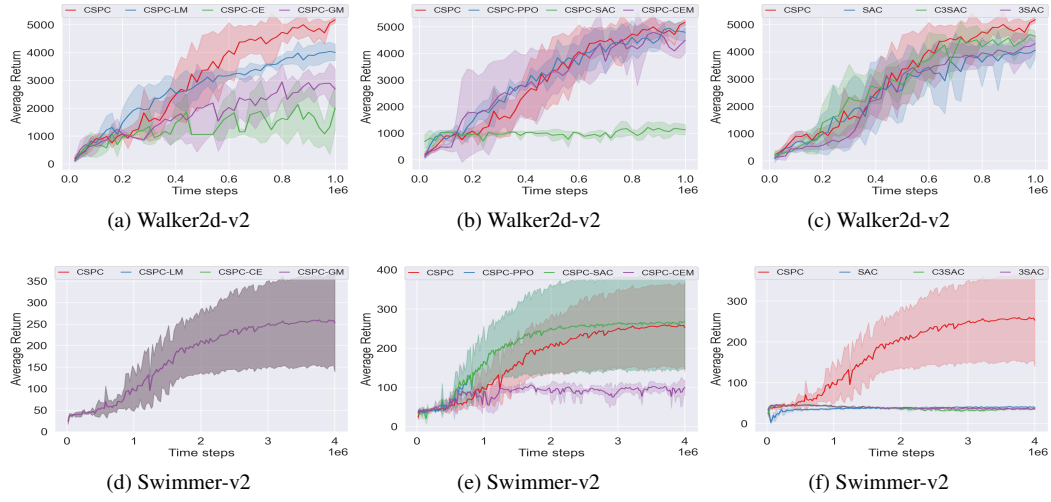 CSPC CSPC-LM CSPC-CE CSPC-GM
5000
4000
3000
2000
1000
0
Average Return
0.0 0.2 0.4 0.6 0.8 1.0
Time steps 1e6
(a) Walker2d-v2
CSPC CSPC-PPO CSPC-SAC CSPC-CEM
5000
4000
3000
2000
1000
0
Average Return
0.0 0.2 0.4 0.6 0.8 1.0
Time steps 1e6
(b) Walker2d-v2
CSPC SAC C3SAC 3SAC
5000
4000
3000
2000
1000
0
Average Return
0.0 0.2 0.4 0.6 0.8 1.0
Time steps 1e6
(c) Walker2d-v2
CSPC CSPC-LM CSPC-CE CSPC-GM
350
300
250
200
150
100
50
0
Average Return
0 1 2 3 4
Time steps 1e6
(d) Swimmer-v2
CSPC CSPC-PPO CSPC-SAC CSPC-CEM
400
300
200
100
0
Average Return
0 1 2 3 4
Time steps 1e6
(e) Swimmer-v2
CSPC SAC C3SAC 3SAC
300
200
100
0
Average Return
0 1 2 3 4
Time steps 1e6
(f) Swimmer-v2